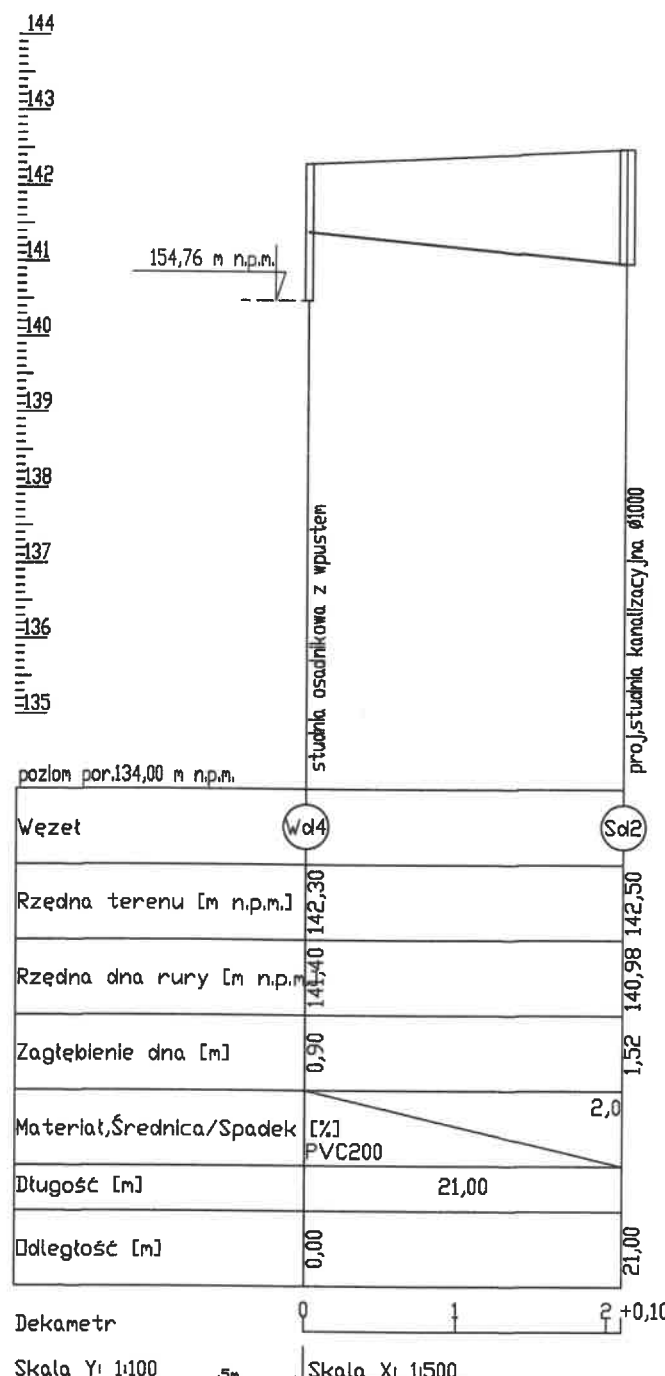 144
143
142
141
154,76 m n.p.m.
140
139
138
137
136
135
studnia osadnikowa z wpustem
proj,studnia kanalizacyjna ø1000
poziom por.134,00 m n.p.m.
Węzeł Wd4 Sd2
Rzędna terenu [m n.p.m.] 142,30 142,50
Rzędna dna rury [m n.p.m.] 141,40 140,98
Zagłębienie dna [m] 0,90 1,52
Materiał,Średnica/Spadek [%] 2,0
PVC200
Długość [m] 21,00
Odległość [m] 0,00 21,00
Dekametr 0 1 2 +0,10
Skala Y: 1:100 5m Skala X: 1:500